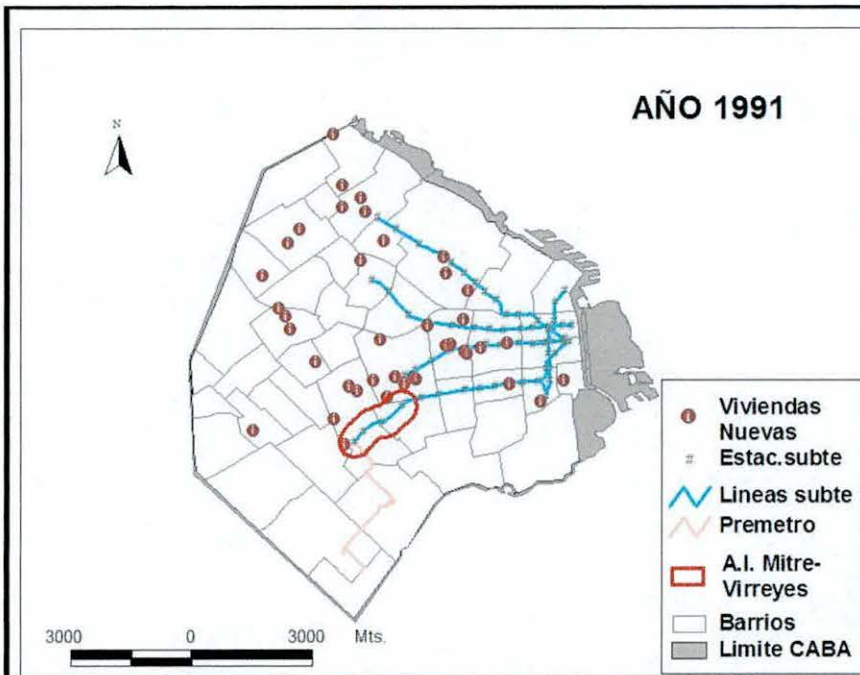 AÑO 1991
N
Viviendas
Nuevas
Estac.subte
Lineas subte
Premetro
A.I. Mitre-
Virreyes
Barrios
Limite CABA
3000 0 3000 Mts.